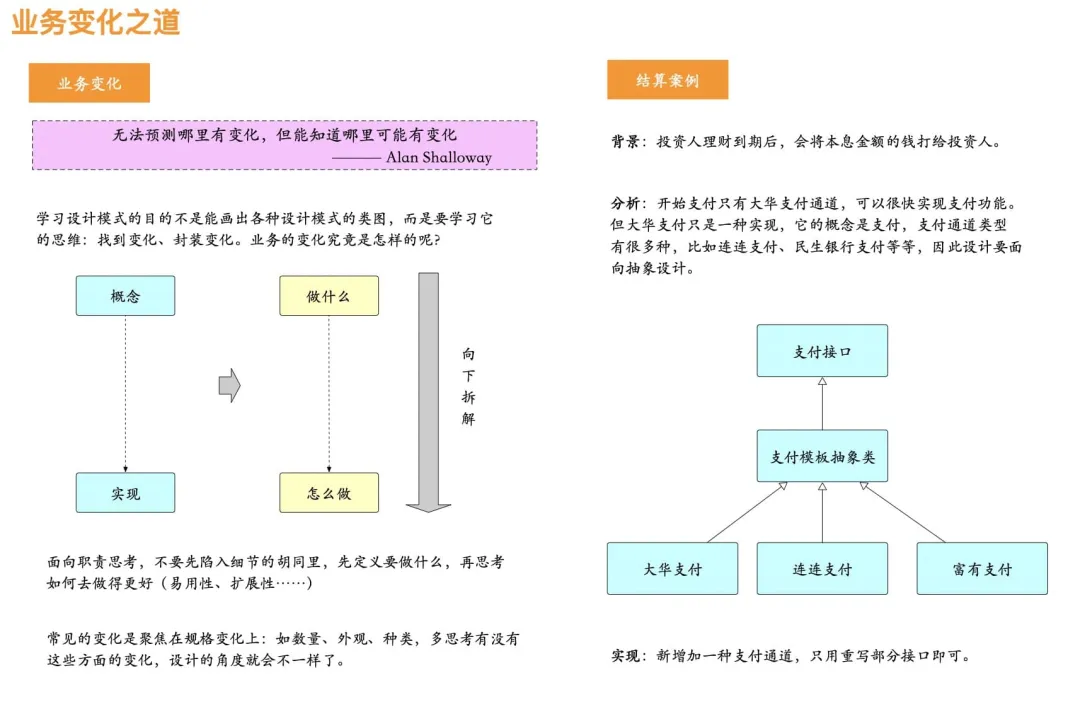 业务变化之道
业务变化
无法预测哪里有变化，但能知道哪里可能有变化
——— Alan Shalloway
学习设计模式的目的不是能画出各种设计模式的类图，而是要学习它
的思维：找到变化、封装变化。业务的变化究竟是怎样的呢？
概念
做什么
向
下
拆
解
实现
怎么做
面向职责思考，不要先陷入细节的胡同里，先定义要做什么，再思考
如何去做得更好（易用性、扩展性……）
常见的变化是聚焦在规格变化上：如数量、外观、种类，多思考有没有
这些方面的变化，设计的角度就会不一样了。
结算案例
背景：投资人理财到期后，会将本息金额的钱打给投资人。
分析：开始支付只有大华支付通道，可以很快实现支付功能。
但大华支付只是一种实现，它的概念是支付，支付通道类型
有很多种，比如连连支付、民生银行支付等等，因此设计要面
向抽象设计。
支付接口
支付模板抽象类
大华支付
连连支付
富有支付
实现：新增加一种支付通道，只用重写部分接口即可。